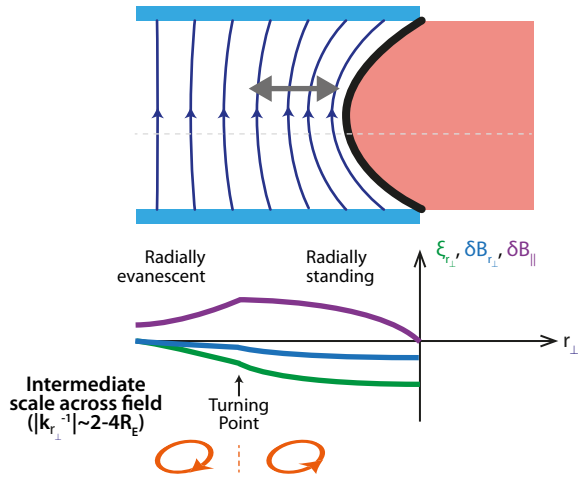 ξr⊥, δBr⊥, δB||
Radially
evanescent
Radially
standing
r⊥
Intermediate
scale across field
(|kr⊥⁻¹|~2-4RE)
Turning
Point